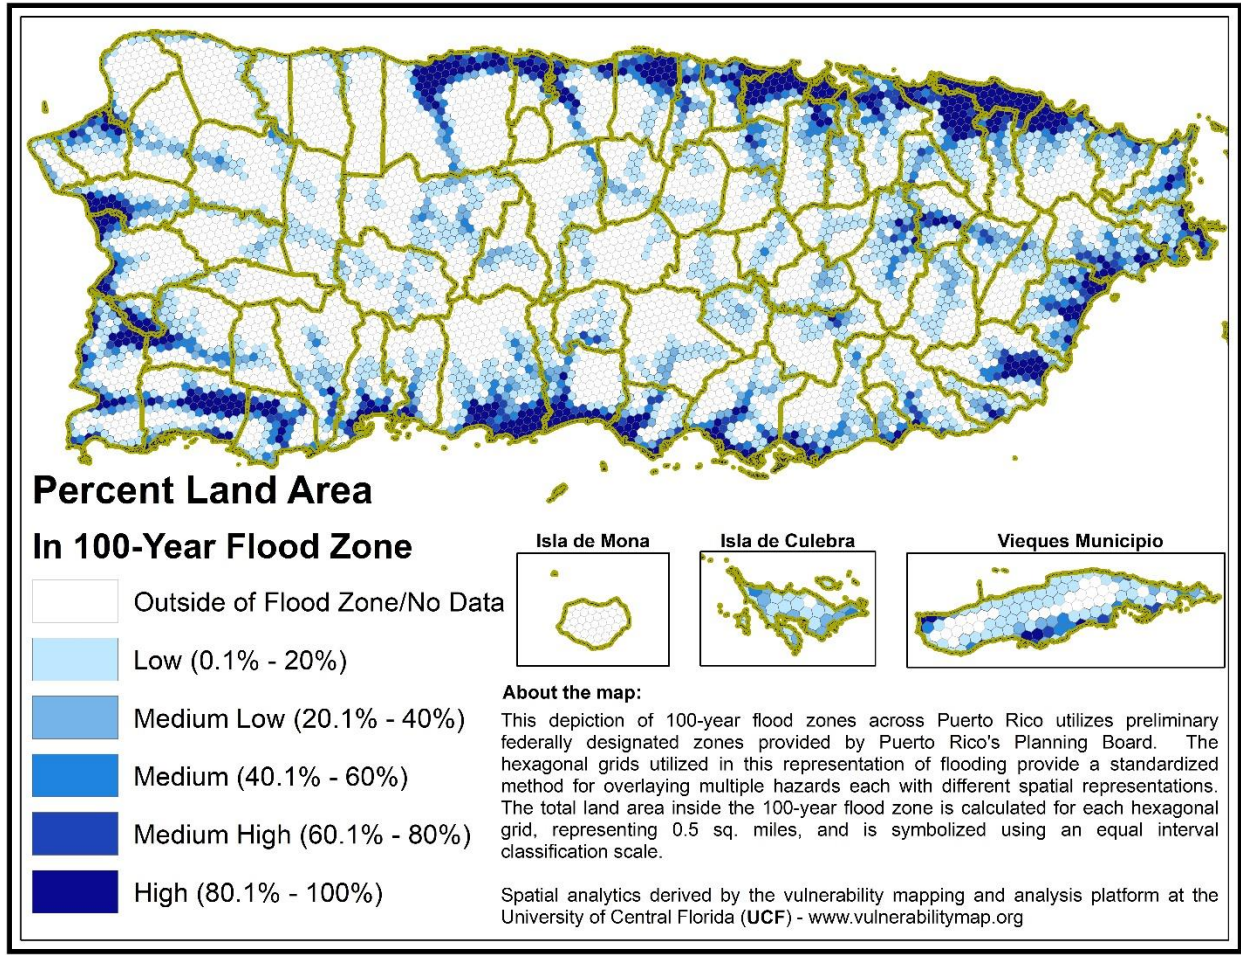 Percent Land Area
In 100-Year Flood Zone
Outside of Flood Zone/No Data
Low (0.1% - 20%)
Medium Low (20.1% - 40%)
Medium (40.1% - 60%)
Medium High (60.1% - 80%)
High (80.1% - 100%)
Isla de Mona
Isla de Culebra
Vieques Municipio
About the map:
This depiction of 100-year flood zones across Puerto Rico utilizes preliminary
federally designated zones provided by Puerto Rico's Planning Board. The
hexagonal grids utilized in this representation of flooding provide a standardized
method for overlaying multiple hazards each with different spatial representations.
The total land area inside the 100-year flood zone is calculated for each hexagonal
grid, representing 0.5 sq. miles, and is symbolized using an equal interval
classification scale.
Spatial analytics derived by the vulnerability mapping and analysis platform at the
University of Central Florida (UCF) - www.vulnerabilitymap.org